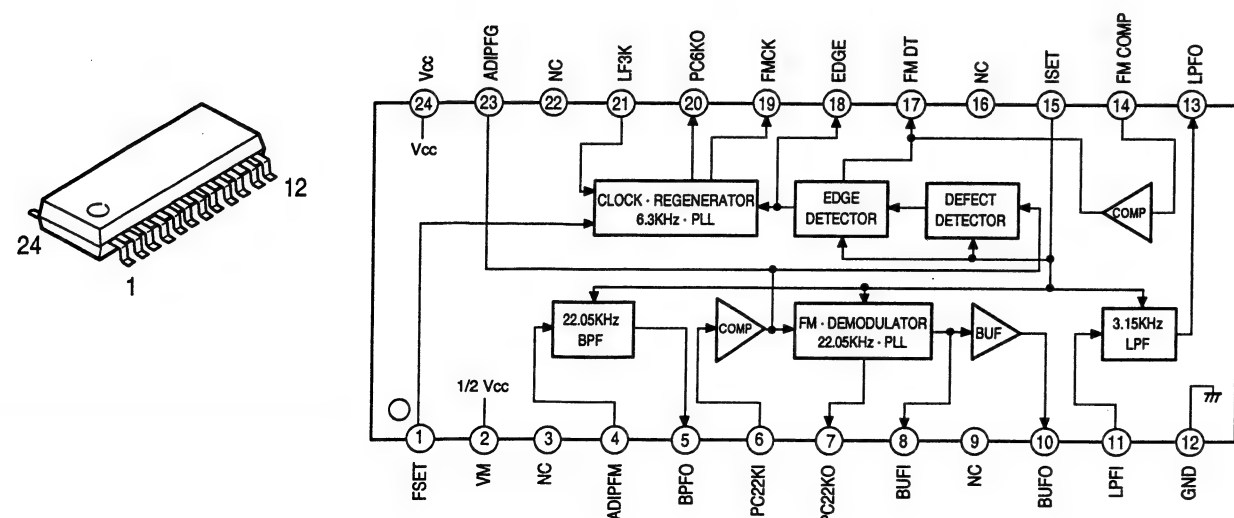 Vcc
ADIPFG
NC
LF3K
PC6KO
FMCK
EDGE
FM DT
NC
ISET
FM COMP
LPFO
24
23
22
21
20
19
18
17
16
15
14
13
Vcc
12
24
1
CLOCK · REGENERATOR
6.3KHz · PLL
EDGE
DETECTOR
DEFECT
DETECTOR
COMP
22.05KHz
BPF
COMP
FM · DEMODULATOR
22.05KHz · PLL
BUF
3.15KHz
LPF
1/2 Vcc
1
2
3
4
5
6
7
8
9
10
11
12
FSET
VM
NC
ADIPFM
BPFO
PC22KI
PC22KO
BUFI
NC
BUFO
LPFI
GND